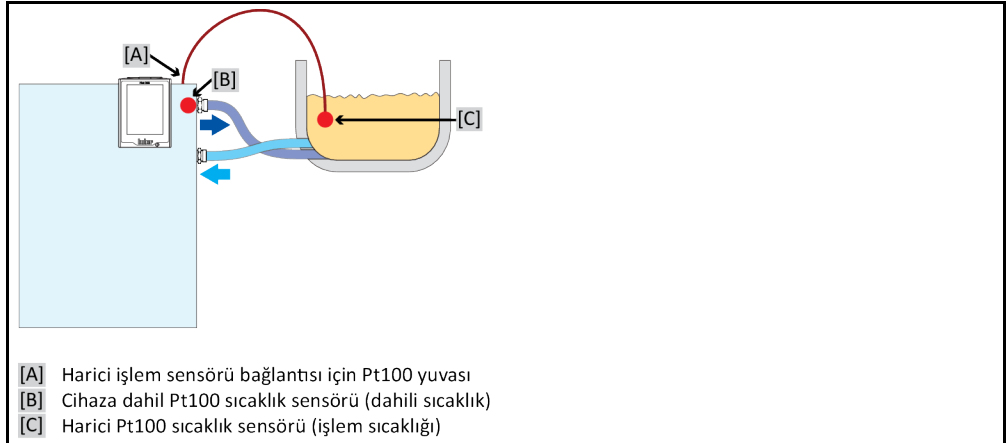 [A]
[B]
[C]
huber
[A] Harici işlem sensörü bağlantısı için Pt100 yuvası
[B] Cihaza dahil Pt100 sıcaklık sensörü (dahili sıcaklık)
[C] Harici Pt100 sıcaklık sensörü (işlem sıcaklığı)